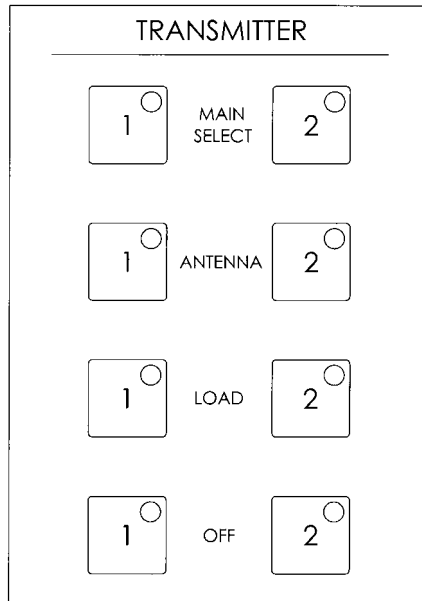 TRANSMITTER
1 MAIN SELECT 2
1 ANTENNA 2
1 LOAD 2
1 OFF 2